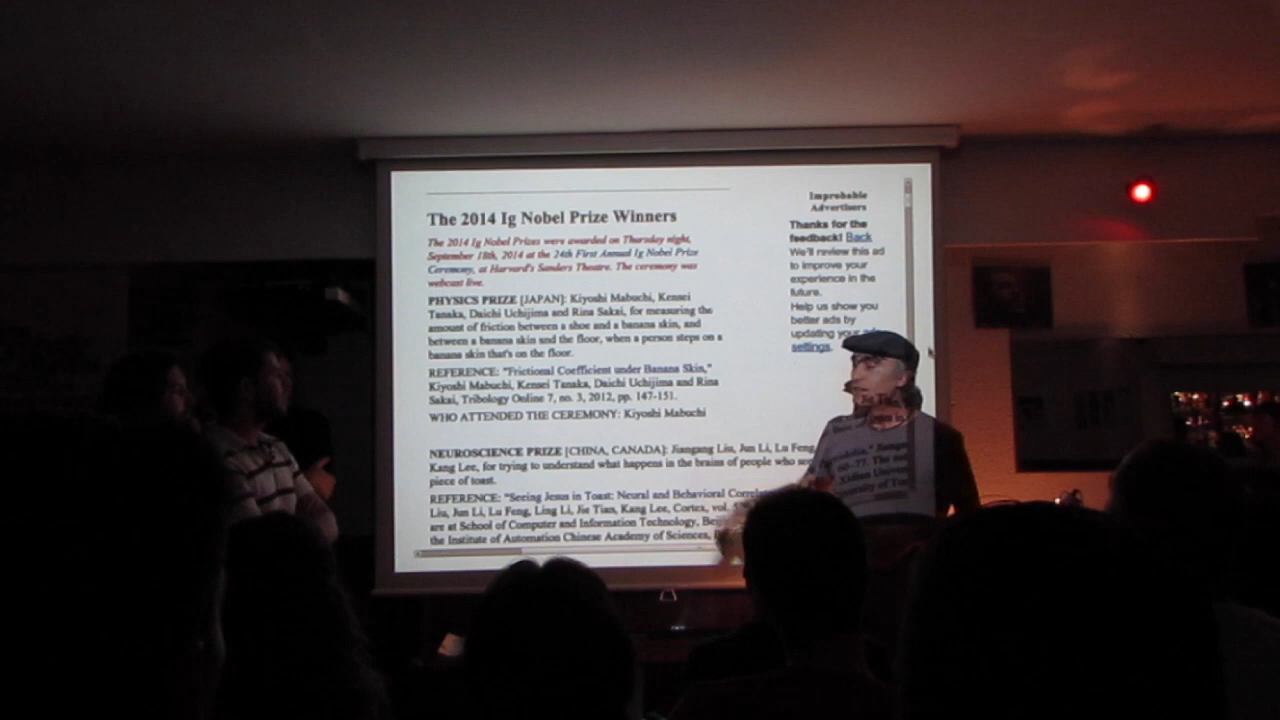 The 2014 Ig Nobel Prize Winners
The 2014 Ig Nobel Prizes were awarded on Thursday night,
September 18th, 2014 at the 24th First Annual Ig Nobel Prize
Ceremony, at Harvard's Sanders Theatre. The ceremony was
webcast live.
PHYSICS PRIZE [JAPAN]: Kiyoshi Mabuchi, Kensei
Tanaka, Daichi Uchijima and Rina Sakai, for measuring the
amount of friction between a shoe and a banana skin, and
between a banana skin and the floor, when a person steps on a
banana skin that's on the floor.
REFERENCE: "Frictional Coefficient under Banana Skin,"
Kiyoshi Mabuchi, Kensei Tanaka, Daichi Uchijima and Rina
Sakai, Tribology Online 7, no. 3, 2012, pp. 147-151.
WHO ATTENDED THE CEREMONY: Kiyoshi Mabuchi
NEUROSCIENCE PRIZE [CHINA, CANADA]: Jiangang Liu, Jun Li, Lu Feng,
Kang Lee, for trying to understand what happens in the brains of people who see
piece of toast.
REFERENCE: "Seeing Jesus in Toast: Neural and Behavioral
Liu, Jun Li, Lu Feng, Ling Li, Jie Tian, Kang Lee, Cortex, vol.
are at School of Computer and Information Technology,
the Institute of Automation Chinese Academy of Sciences,
Improbable
Advertisers
Thanks for the
feedback! Back
We'll review this ad
to improve your
experience in the
future.
Help us show you
better ads by
updating your
settings.
Jie Tian
60-77.
Xidian